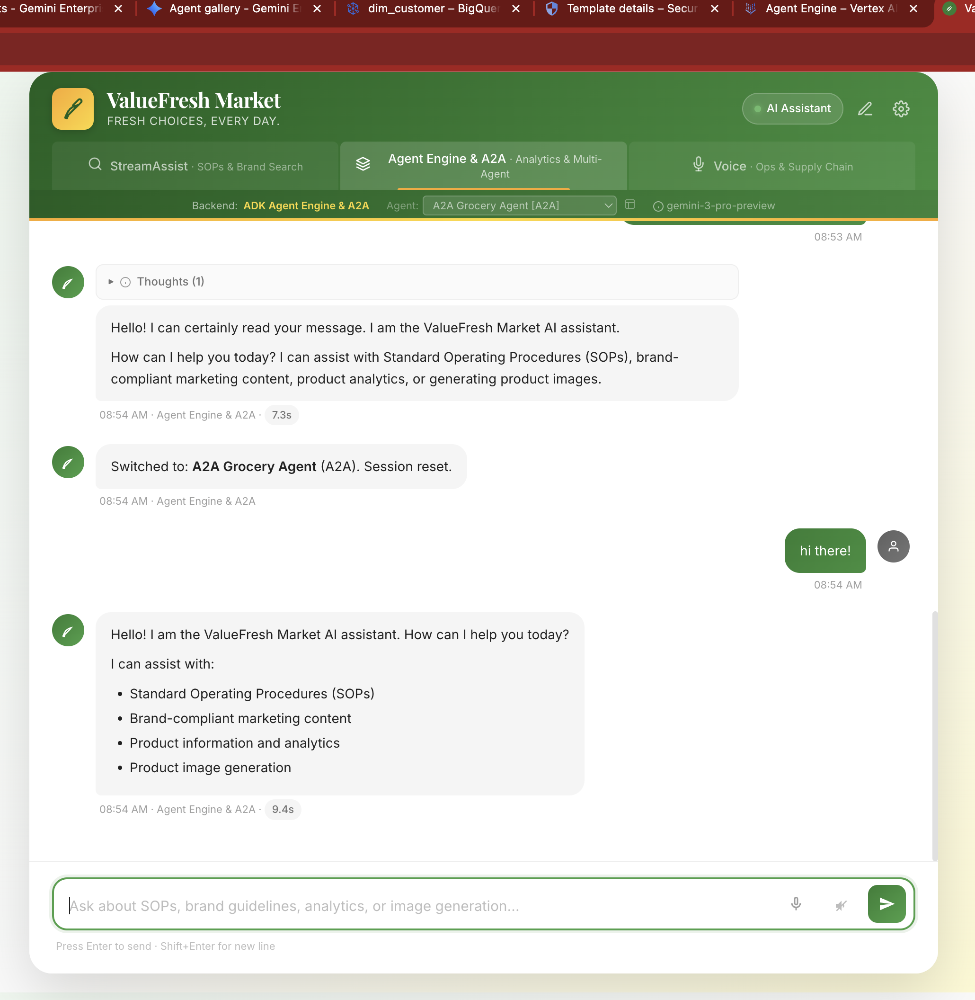 ts - Gemini Enterpri
Agent gallery - Gemini E
dim_customer – BigQuer
Template details – Secur
Agent Engine – Vertex AI
Va
ValueFresh Market
FRESH CHOICES, EVERY DAY.
AI Assistant
StreamAssist · SOPs & Brand Search
Agent Engine & A2A · Analytics & Multi-
Agent
Voice · Ops & Supply Chain
Backend: ADK Agent Engine & A2A Agent: A2A Grocery Agent [A2A] gemini-3-pro-preview
08:53 AM
Thoughts (1)
Hello! I can certainly read your message. I am the ValueFresh Market AI assistant.
How can I help you today? I can assist with Standard Operating Procedures (SOPs), brand-
compliant marketing content, product analytics, or generating product images.
08:54 AM · Agent Engine & A2A · 7.3s
Switched to: A2A Grocery Agent (A2A). Session reset.
08:54 AM · Agent Engine & A2A
hi there!
08:54 AM
Hello! I am the ValueFresh Market AI assistant. How can I help you today?
I can assist with:
• Standard Operating Procedures (SOPs)
• Brand-compliant marketing content
• Product information and analytics
• Product image generation
08:54 AM · Agent Engine & A2A · 9.4s
Ask about SOPs, brand guidelines, analytics, or image generation...
Press Enter to send · Shift+Enter for new line